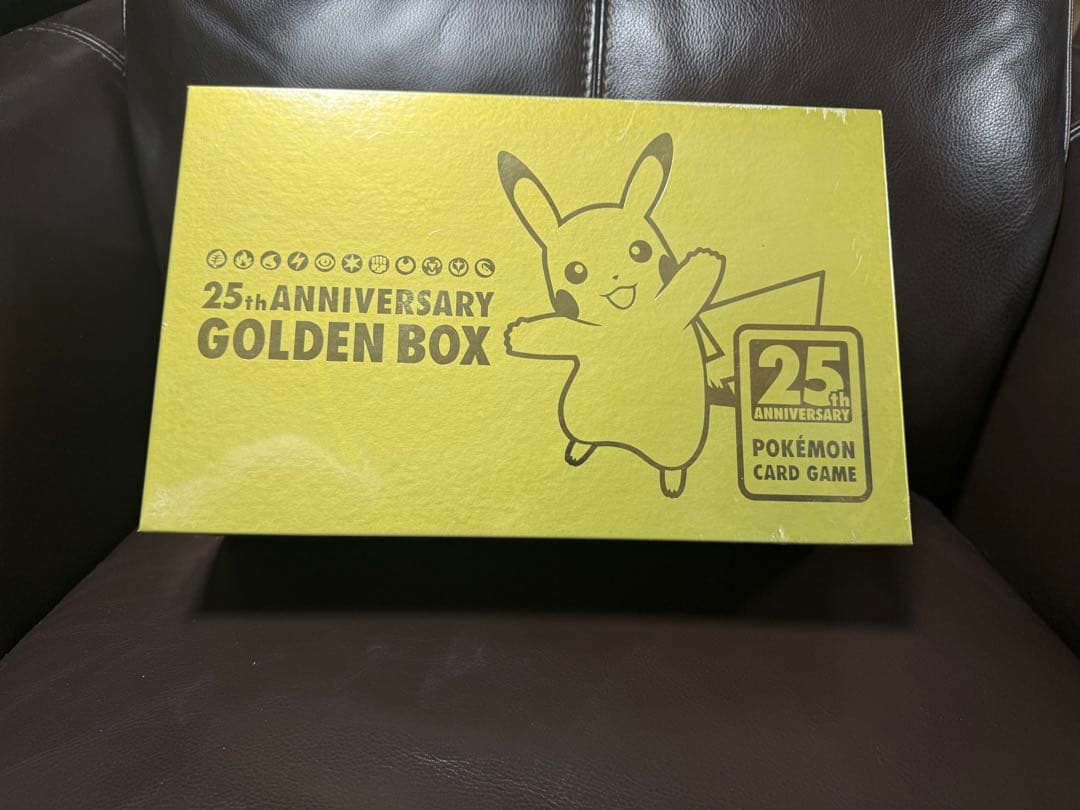 25th ANNIVERSARY
GOLDEN BOX
25th
ANNIVERSARY
POKÉMON
CARD GAME